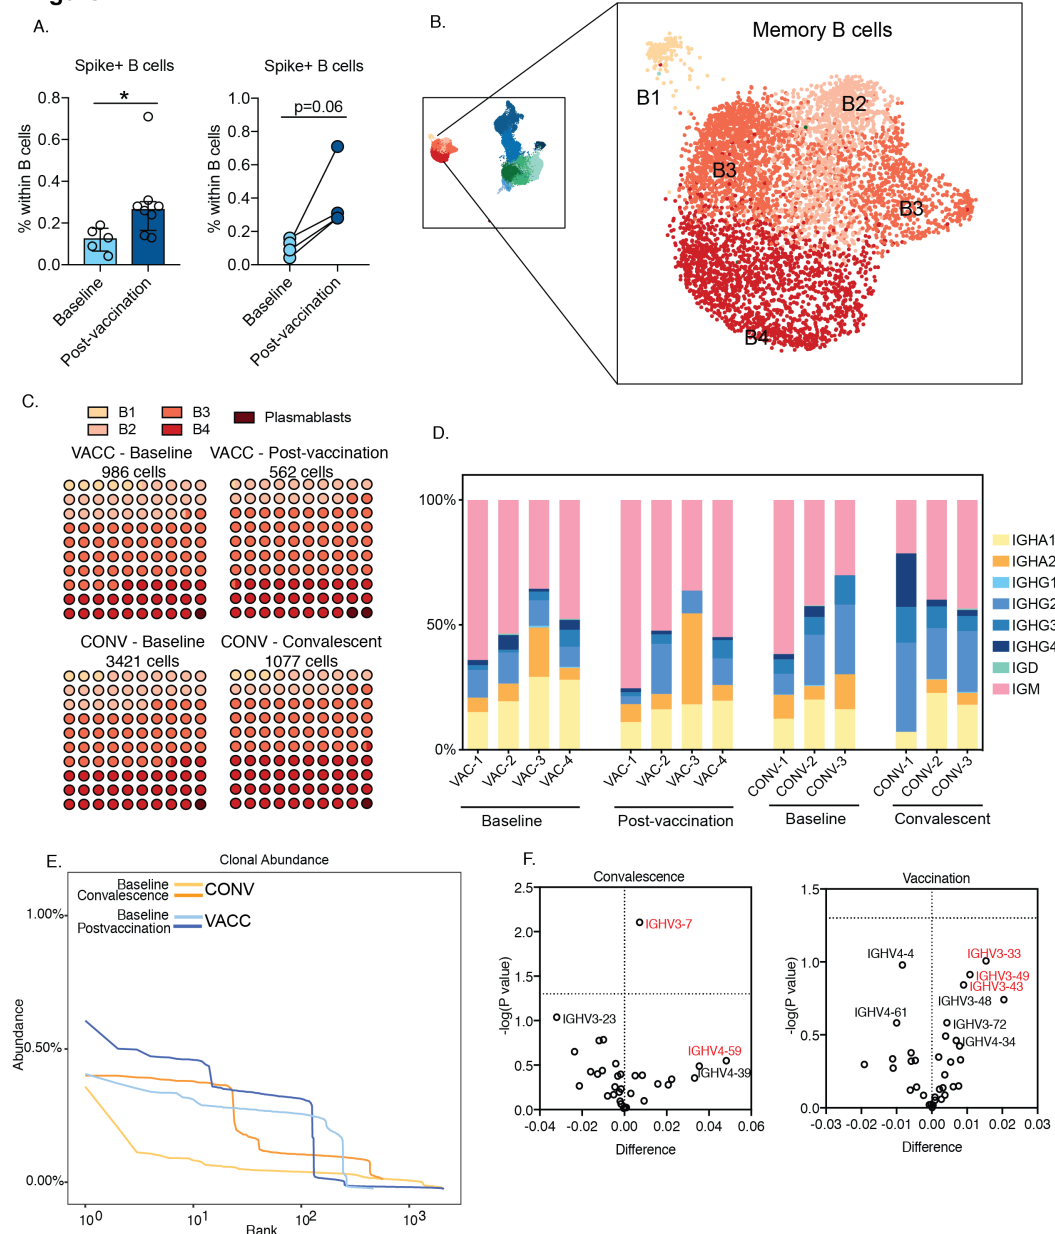 A.
Spike+ B cells
Spike+ B cells
0.8
0.6
0.4
0.2
0.0
% within B cells
*
Baseline
Post-vaccination
1.0
0.8
0.6
0.4
0.2
0.0
% within B cells
p=0.06
Baseline
Post-vaccination
B.
Memory B cells
B1
B2
B3
B3
B4
C.
B1
B3
Plasmablasts
B2
B4
VACC - Baseline
986 cells
VACC - Post-vaccination
562 cells
CONV - Baseline
3421 cells
CONV - Convalescent
1077 cells
D.
100%
50%
0%
VAC-1
VAC-2
VAC-3
VAC-4
VAC-1
VAC-2
VAC-3
VAC-4
CONV-1
CONV-2
CONV-3
CONV-1
CONV-2
CONV-3
Baseline
Post-vaccination
Baseline
Convalescent
IGHA1
IGHA2
IGHG1
IGHG2
IGHG3
IGHG4
IGD
IGM
E.
Clonal Abundance
Baseline
Convalescence
CONV
Baseline
Postvaccination
VACC
1.00%
0.50%
0.00%
Abundance
10^0
10^1
10^2
10^3
Rank
F.
Convalescence
2.5
2.0
1.5
1.0
0.5
0.0
-log(P value)
IGHV3-7
IGHV3-23
IGHV4-59
IGHV4-39
-0.04
-0.02
0.00
0.02
0.04
0.06
Difference
Vaccination
1.5
1.0
0.5
0.0
-log(P value)
IGHV4-4
IGHV3-33
IGHV3-49
IGHV3-43
IGHV3-48
IGHV4-61
IGHV3-72
IGHV4-34
-0.03
-0.02
-0.01
0.00
0.01
0.02
0.03
Difference